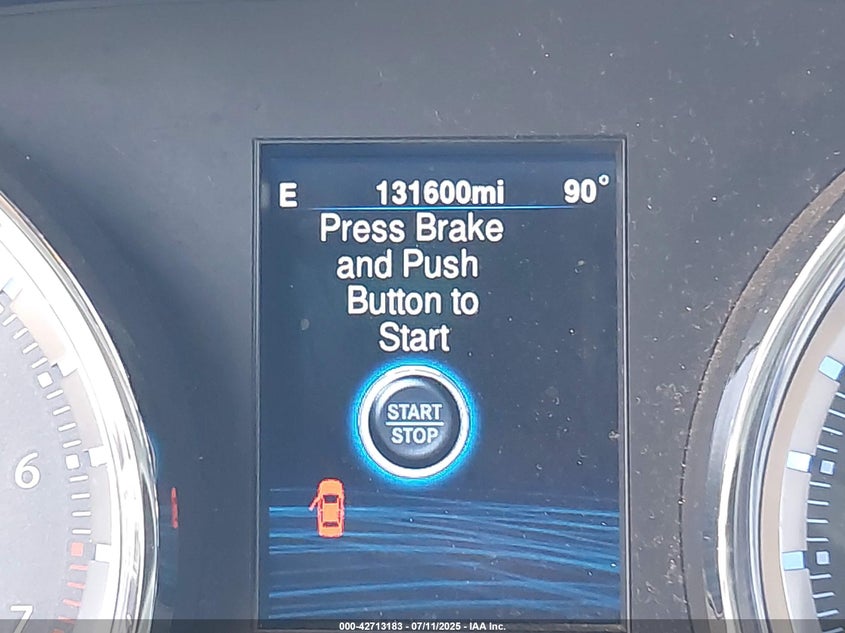 E 131600mi 90°
Press Brake
and Push
Button to
Start
START
STOP
6
7
000-42713183 - 07/11/2025 - IAA Inc.